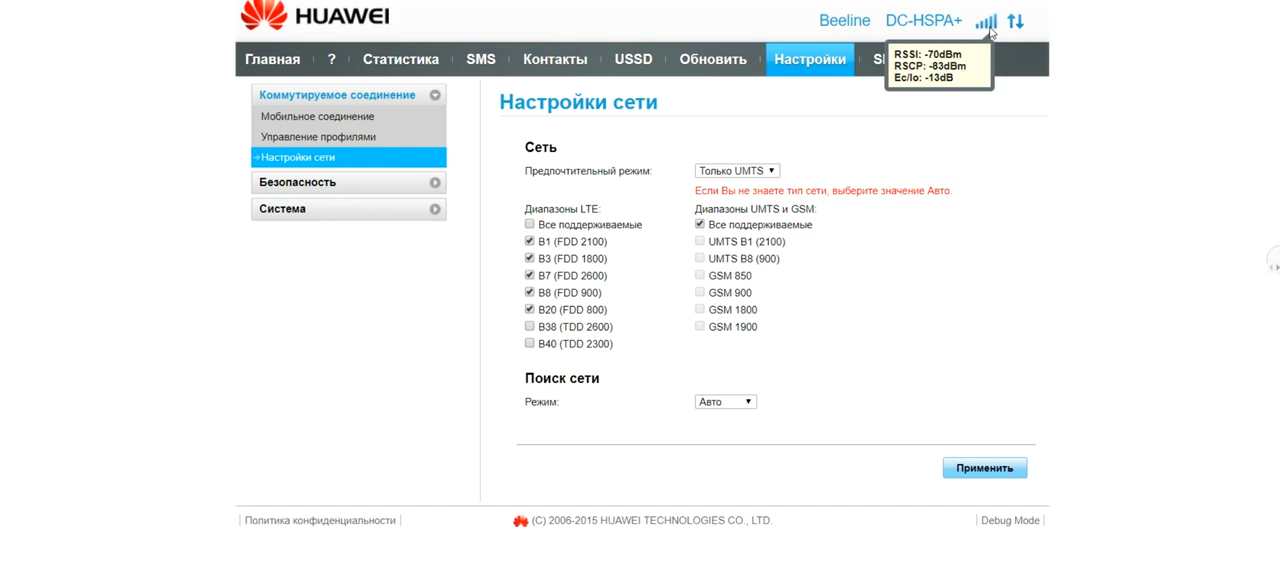 HUAWEI
Beeline DC-HSPA+
Главная ? Статистика SMS Контакты USSD Обновить Настройки
RSSI: -70dBm
RSCP: -83dBm
Ec/Io: -13dB
Коммутируемое соединение
Мобильное соединение
Управление профилями
Настройки сети
Безопасность
Система
Настройки сети
Сеть
Предпочтительный режим: Только UMTS
Если Вы не знаете тип сети, выберите значение Авто.
Диапазоны LTE: Диапазоны UMTS и GSM:
Все поддерживаемые Все поддерживаемые
B1 (FDD 2100) UMTS B1 (2100)
B3 (FDD 1800) UMTS B8 (900)
B7 (FDD 2600) GSM 850
B8 (FDD 900) GSM 900
B20 (FDD 800) GSM 1800
B38 (TDD 2600) GSM 1900
B40 (TDD 2300)
Поиск сети
Режим: Авто
Применить
Политика конфиденциальности
HUAWEI (C) 2006-2015 HUAWEI TECHNOLOGIES CO., LTD.
Debug Mode